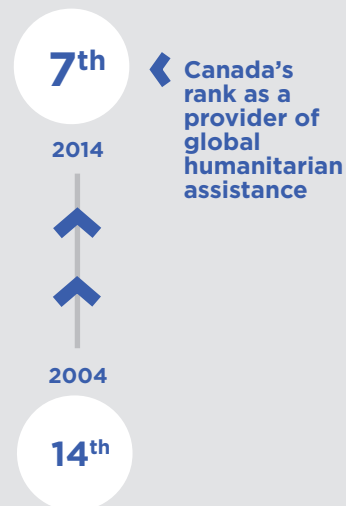 7th
Canada's
rank as a
provider of
global
humanitarian
assistance
2014
2004
14th